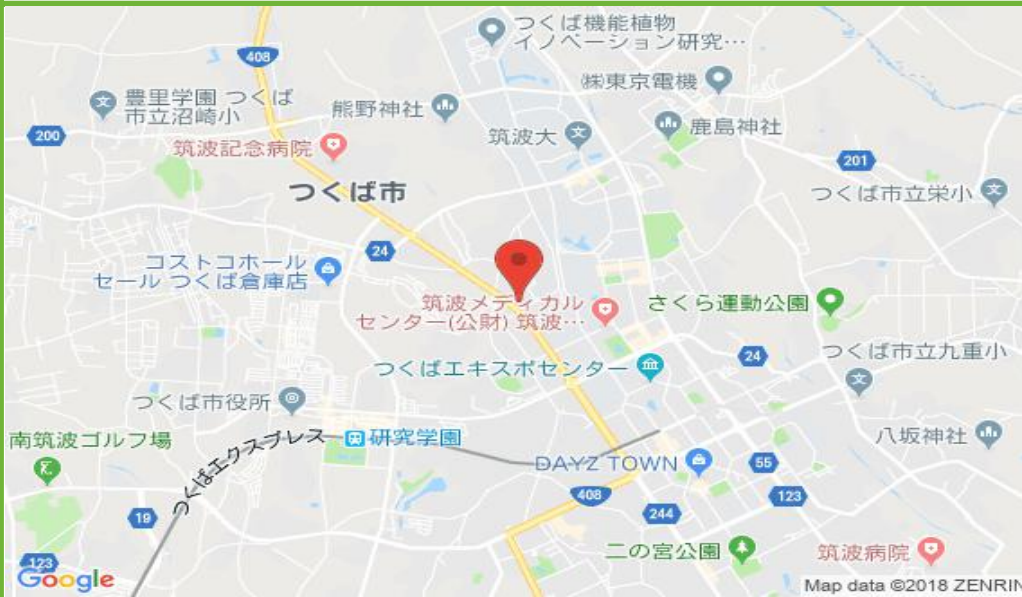 つくば機能植物
イノベーション研究…
408
㈱東京電機
豊里学園 つくば
市立沼崎小
熊野神社
鹿島神社
200
筑波大
筑波記念病院
201
つくば市
つくば市立栄小
24
コストコホール
セール つくば倉庫店
筑波メディカル
センター(公財) 筑波…
さくら運動公園
つくば市立九重小
24
つくばエキスポセンター
つくば市役所
八坂神社
南筑波ゴルフ場
つくばエクスプレス
研究学園
DAYZ TOWN
55
408
123
19
244
二の宮公園
筑波病院
123
Google
Map data ©2018 ZENRIN